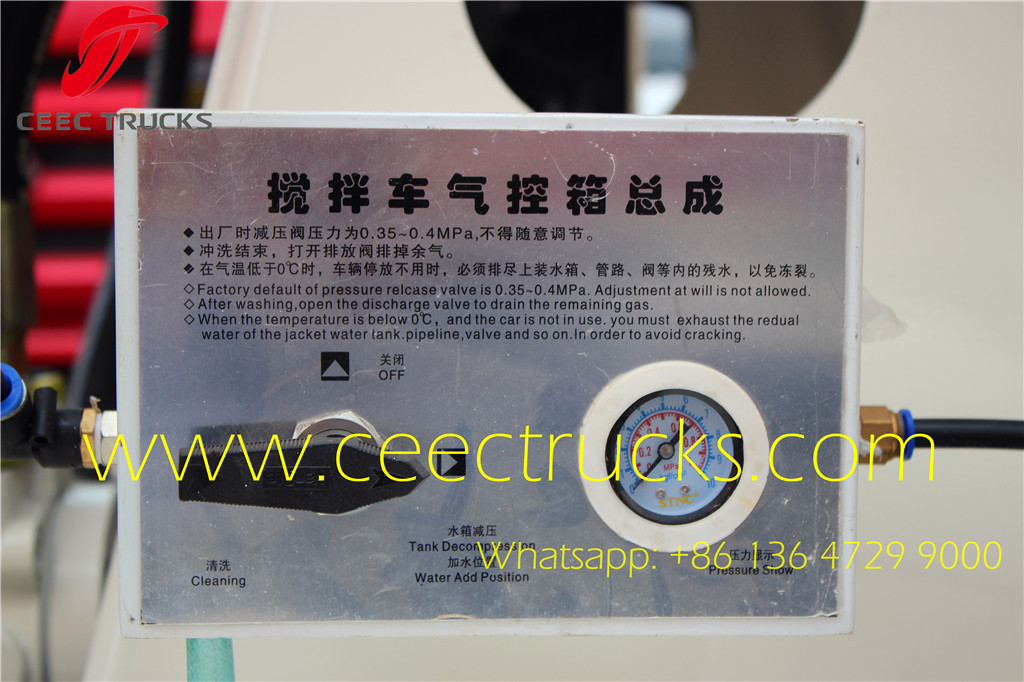 CEEC TRUCKS
搅拌车气控箱总成
◆出厂时减压阀压力为0.35~0.4MPa,不得随意调节。
◆冲洗结束，打开排放阀排掉余气。
◆在气温低于0℃时，车辆停放不用时，必须排尽上装水箱、管路、阀等内的残水，以免冻裂。
◇Factory default of pressure relcase valve is 0.35~0.4MPa. Adjustment at will is not allowed.
◇After washing,open the discharge valve to drain the remaining gas.
◇When the temperature is below 0℃, and the car is not in use. you must exhaust the redual
water of the jacket water tank.pipeline,valve and so on.In order to avoid cracking.
关闭
OFF
www.ceectrucks.com
MPa
STNC
水箱减压
Tank Decompression
加水位置
Water Add Position
清洗
Cleaning
Whatsapp: +86 136 4729 9000
压力显示
Pressure Show